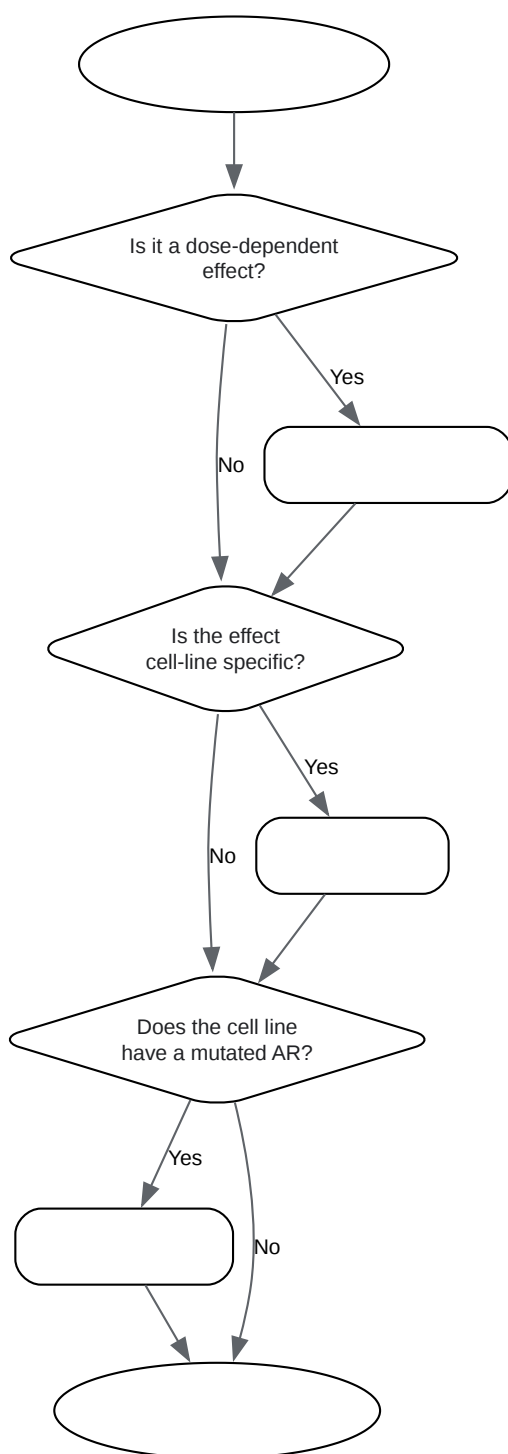 Is it a dose-dependent
effect?
Yes
No
Is the effect
cell-line specific?
Yes
No
Does the cell line
have a mutated AR?
Yes
No